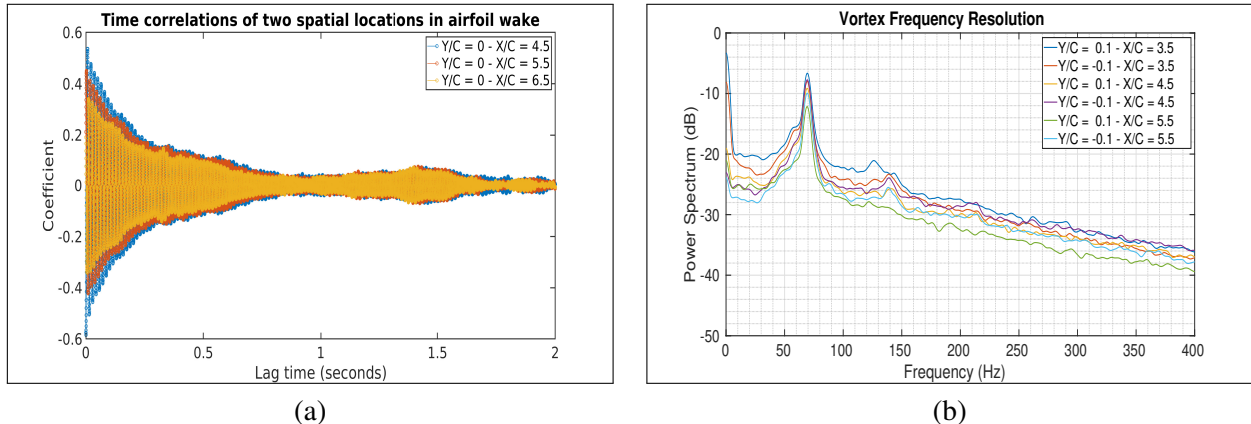 Time correlations of two spatial locations in airfoil wake
0.6
0.4
0.2
0
-0.2
-0.4
-0.6
Coefficient
Y/C = 0 - X/C = 4.5
Y/C = 0 - X/C = 5.5
Y/C = 0 - X/C = 6.5
0 0.5 1 1.5 2
Lag time (seconds)
(a)
Vortex Frequency Resolution
0
-10
-20
-30
-40
-50
Power Spectrum (dB)
Y/C = 0.1 - X/C = 3.5
Y/C = -0.1 - X/C = 3.5
Y/C = 0.1 - X/C = 4.5
Y/C = -0.1 - X/C = 4.5
Y/C = 0.1 - X/C = 5.5
Y/C = -0.1 - X/C = 5.5
0 50 100 150 200 250 300 350 400
Frequency (Hz)
(b)